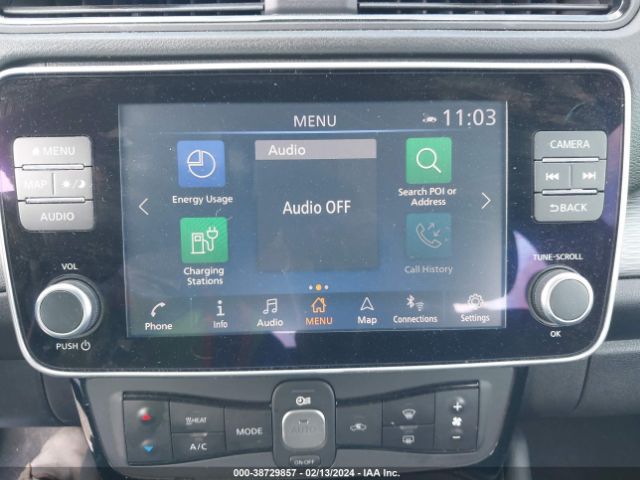 MENU
11:03
MENU
MAP
AUDIO
CAMERA
BACK
Energy Usage
Audio
Audio OFF
Search POI or
Address
Charging
Stations
Call History
VOL
PUSH
TUNE·SCROLL
OK
Phone
Info
Audio
MENU
Map
Connections
Settings
HEAT
A/C
MODE
AUTO
ON·OFF
© 000-38729857 - 02/13/2024 - IAA Inc.